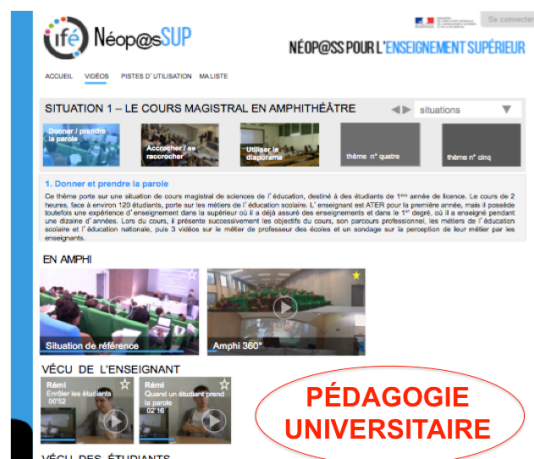 Se connecter
ifé Néop@sSUP
NÉOP@SS POUR L'ENSEIGNEMENT SUPÉRIEUR
ACCUEIL VIDÉOS PISTES D'UTILISATION MA LISTE
SITUATION 1 – LE COURS MAGISTRAL EN AMPHITHÉÂTRE situations
Donner / prendre la parole
Accrocher / se raccrocher
Utiliser le diaporama
thème n° quatre
thème n° cinq
1. Donner et prendre la parole
Ce thème porte sur une situation de cours magistral de sciences de l'éducation, destiné à des étudiants de 1ère année de licence. Le cours de 2
heures, face à environ 120 étudiants, porte sur les métiers de l'éducation scolaire. L'enseignant est ATER pour la première année, mais il possède
toutefois une expérience d'enseignement dans la supérieur où il a déjà assuré des enseignements et dans le 1er degré, où il a enseigné pendant
une dizaine d'années. Lors du cours, il présente successivement les objectifs du cours, son parcours professionnel, les métiers de l'éducation
scolaire et l'éducation nationale, puis 3 vidéos sur le métier de professeur des écoles et un sondage sur la perception de leur métier par les
enseignants.
EN AMPHI
Situation de référence
Amphi 360°
VÉCU DE L'ENSEIGNANT
Rémi
Enrôler les étudiants
00'52
Rémi
Quand un étudiant prend
la parole
02'16
PÉDAGOGIE
UNIVERSITAIRE
VÉCU DES ÉTUDIANTS